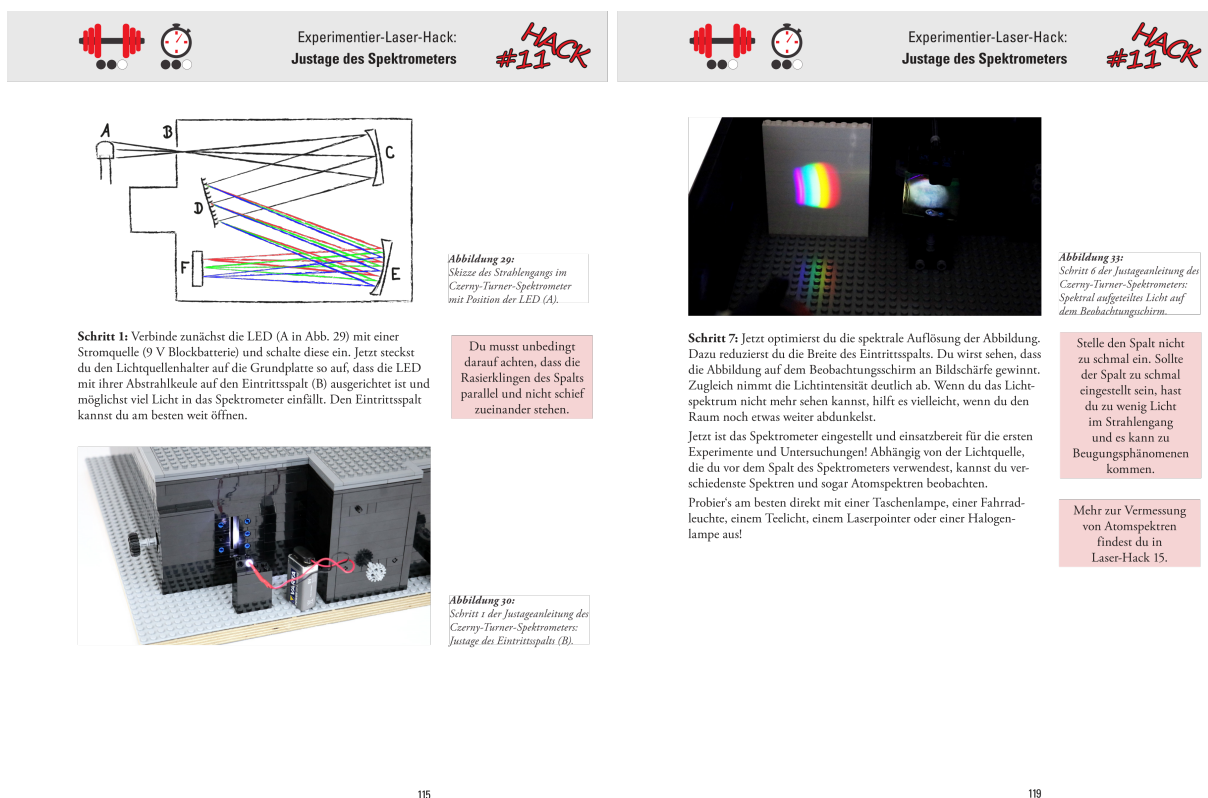 Experimentier-Laser-Hack:
Justage des Spektrometers
HACK
#11
A
B
C
D
E
F
Abbildung 29:
Skizze des Strahlengangs im
Czerny-Turner-Spektrometer
mit Position der LED (A).
Schritt 1: Verbinde zunächst die LED (A in Abb. 29) mit einer
Stromquelle (9 V Blockbatterie) und schalte diese ein. Jetzt steckst
du den Lichtquellenhalter auf die Grundplatte so auf, dass die LED
mit ihrer Abstrahlkeule auf den Eintrittsspalt (B) ausgerichtet ist und
möglichst viel Licht in das Spektrometer einfällt. Den Eintrittsspalt
kannst du am besten weit öffnen.
Du musst unbedingt
darauf achten, dass die
Rasierklingen des Spalts
parallel und nicht schief
zueinander stehen.
Abbildung 30:
Schritt 1 der Justageanleitung des
Czerny-Turner-Spektrometers:
Justage des Eintrittsspalts (B).
115
Experimentier-Laser-Hack:
Justage des Spektrometers
HACK
#11
Abbildung 33:
Schritt 6 der Justageanleitung des
Czerny-Turner-Spektrometers:
Spektral aufgeteiltes Licht auf
dem Beobachtungsschirm.
Schritt 7: Jetzt optimierst du die spektrale Auflösung der Abbildung.
Dazu reduzierst du die Breite des Eintrittsspalts. Du wirst sehen, dass
die Abbildung auf dem Beobachtungsschirm an Bildschärfe gewinnt.
Zugleich nimmt die Lichtintensität deutlich ab. Wenn du das Licht-
spektrum nicht mehr sehen kannst, hilft es vielleicht, wenn du den
Raum noch etwas weiter abdunkelst.
Jetzt ist das Spektrometer eingestellt und einsatzbereit für die ersten
Experimente und Untersuchungen! Abhängig von der Lichtquelle,
die du vor dem Spalt des Spektrometers verwendest, kannst du ver-
schiedenste Spektren und sogar Atomspektren beobachten.
Probier‘s am besten direkt mit einer Taschenlampe, einer Fahrrad-
leuchte, einem Teelicht, einem Laserpointer oder einer Halogen-
lampe aus!
Stelle den Spalt nicht
zu schmal ein. Sollte
der Spalt zu schmal
eingestellt sein, hast
du zu wenig Licht
im Strahlengang
und es kann zu
Beugungsphänomenen
kommen.
Mehr zur Vermessung
von Atomspektren
findest du in
Laser-Hack 15.
119